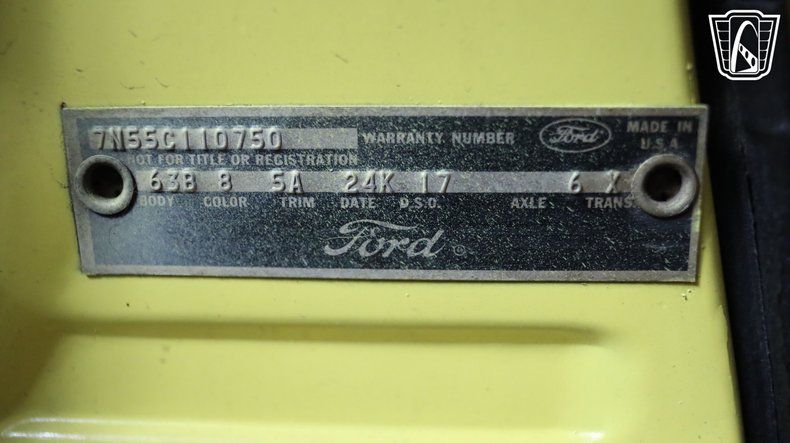 7N55C110750 WARRANTY NUMBER Ford MADE IN U.S.A
NOT FOR TITLE OR REGISTRATION
63B 8 5A 24K 17 6 X
BODY COLOR TRIM DATE D.S.O. AXLE TRANS
Ford ®